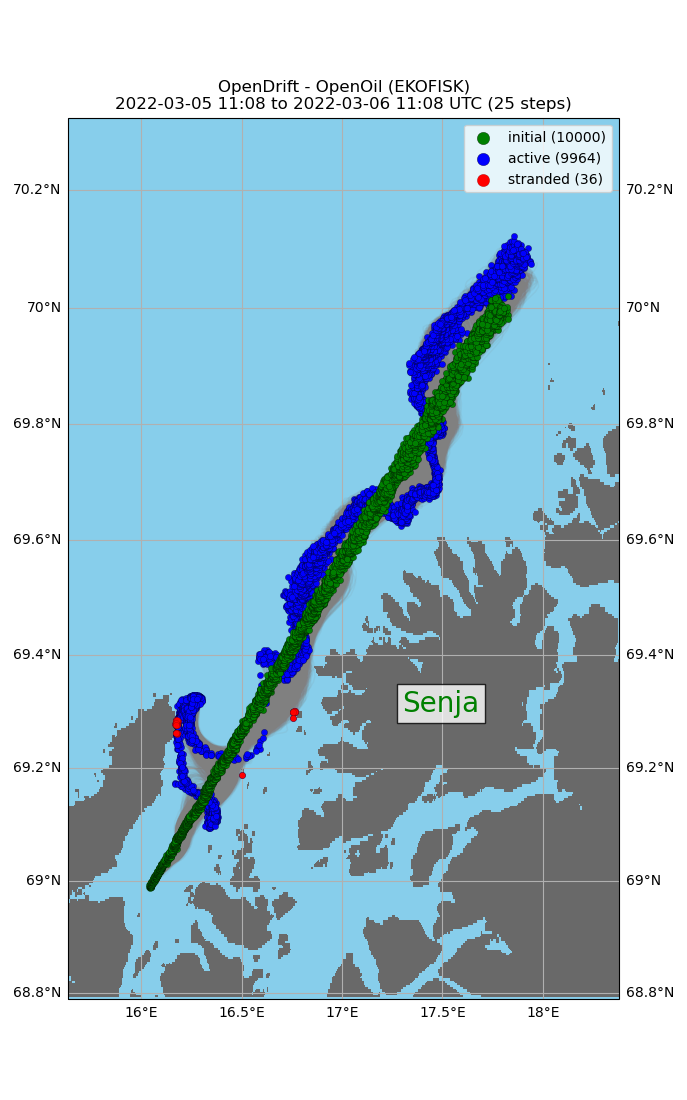 OpenDrift - OpenOil (EKOFISK)
2022-03-05 11:08 to 2022-03-06 11:08 UTC (25 steps)
initial (10000)
active (9964)
stranded (36)
70.2°N
70.2°N
70°N
70°N
69.8°N
69.8°N
69.6°N
69.6°N
69.4°N
69.4°N
Senja
69.2°N
69.2°N
69°N
69°N
68.8°N
68.8°N
16°E
16.5°E
17°E
17.5°E
18°E